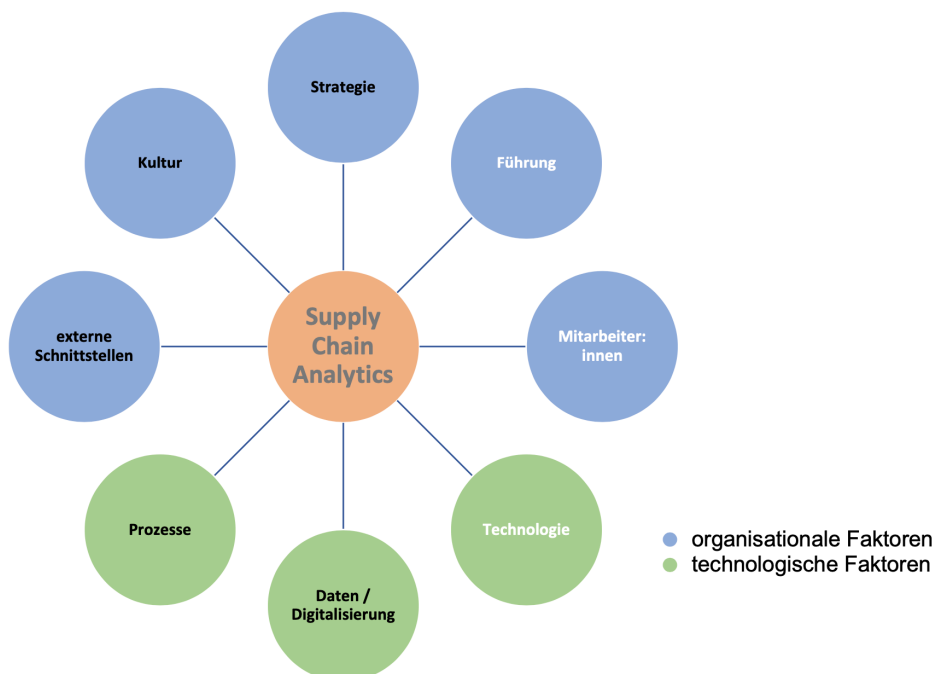 Strategie
Kultur
Führung
externe
Schnittstellen
Supply
Chain
Analytics
Mitarbeiter:
innen
Prozesse
Technologie
Daten /
Digitalisierung
organisationale Faktoren
technologische Faktoren